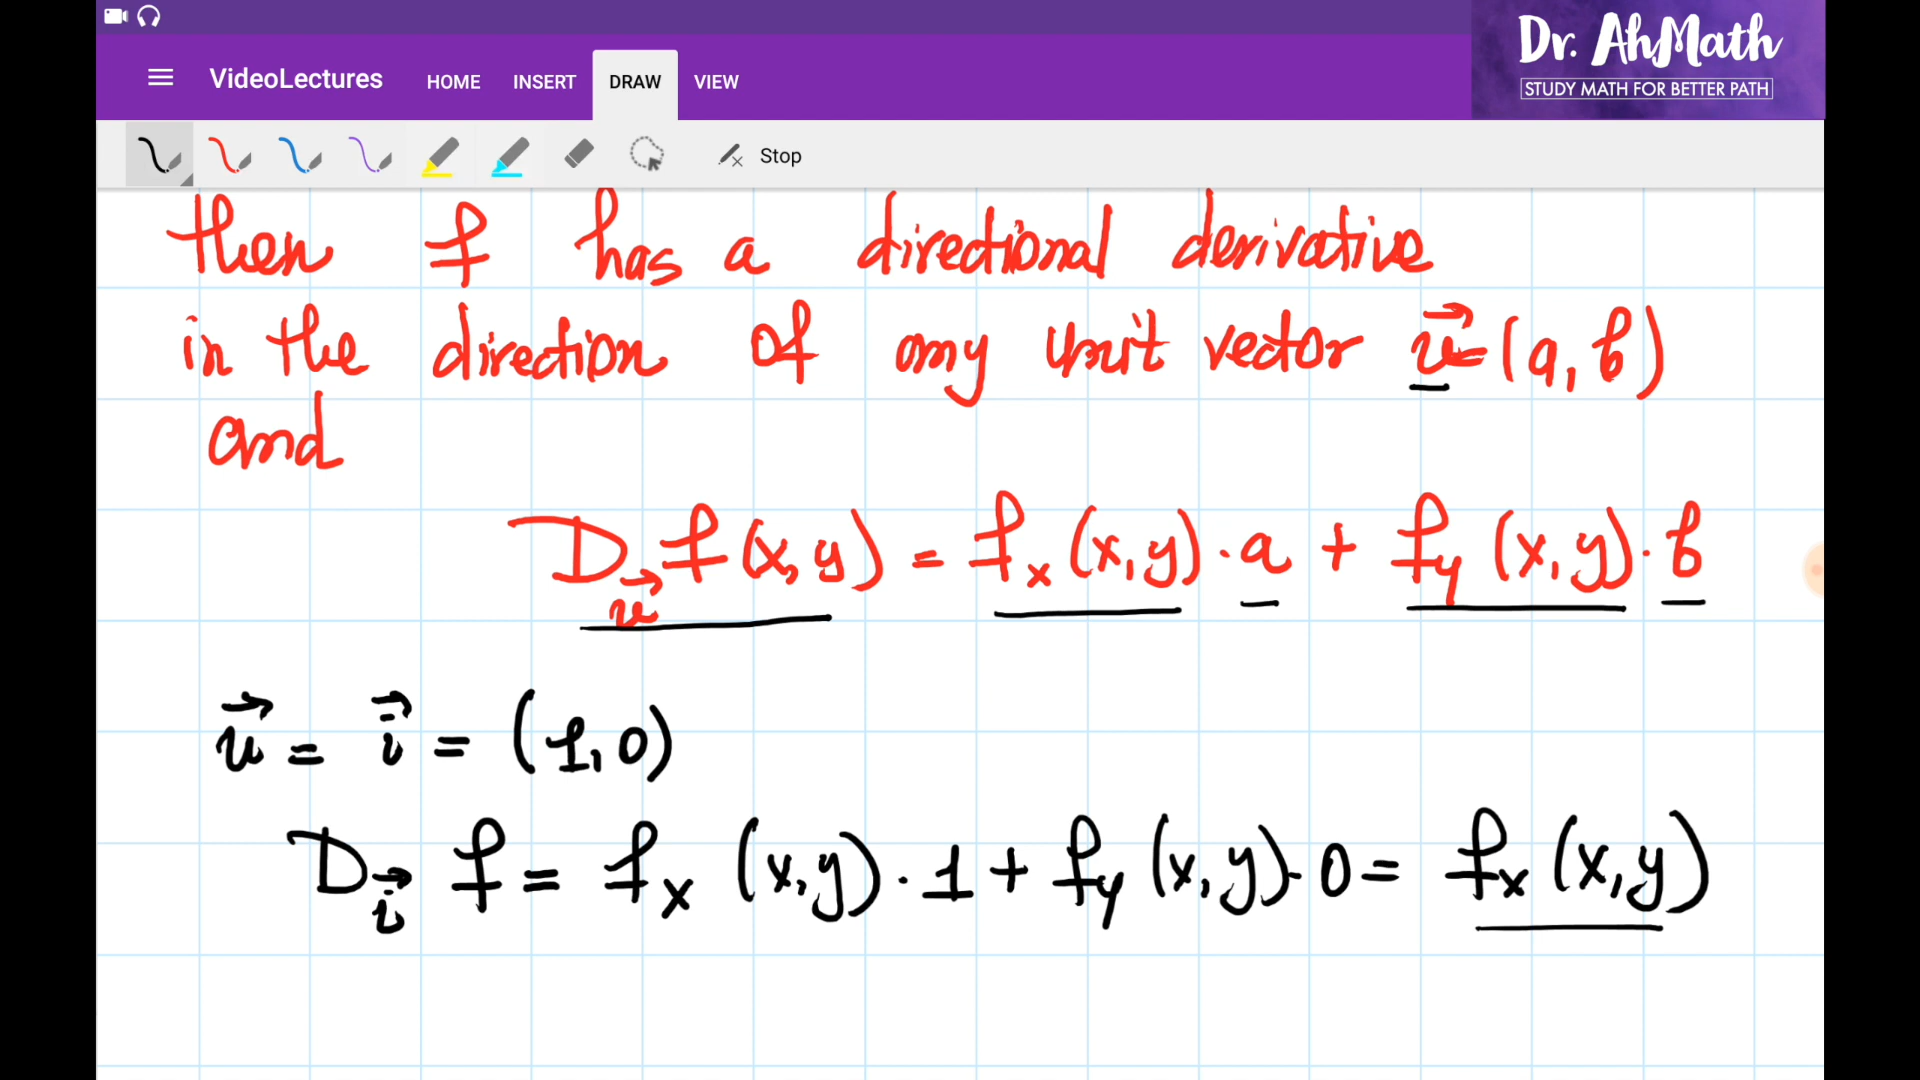 Dr. AhMath
STUDY MATH FOR BETTER PATH
VideoLectures HOME INSERT DRAW VIEW
Stop
then f has a directional derivative
in the direction of any unit vector u⃗ = (a, b)
and
D_u⃗ f(x,y) = f_x (x,y) · a + f_y (x,y) · b
u⃗ = i⃗ = (1, 0)
D_i⃗ f = f_x (x,y) · 1 + f_y (x,y) · 0 = f_x (x,y)